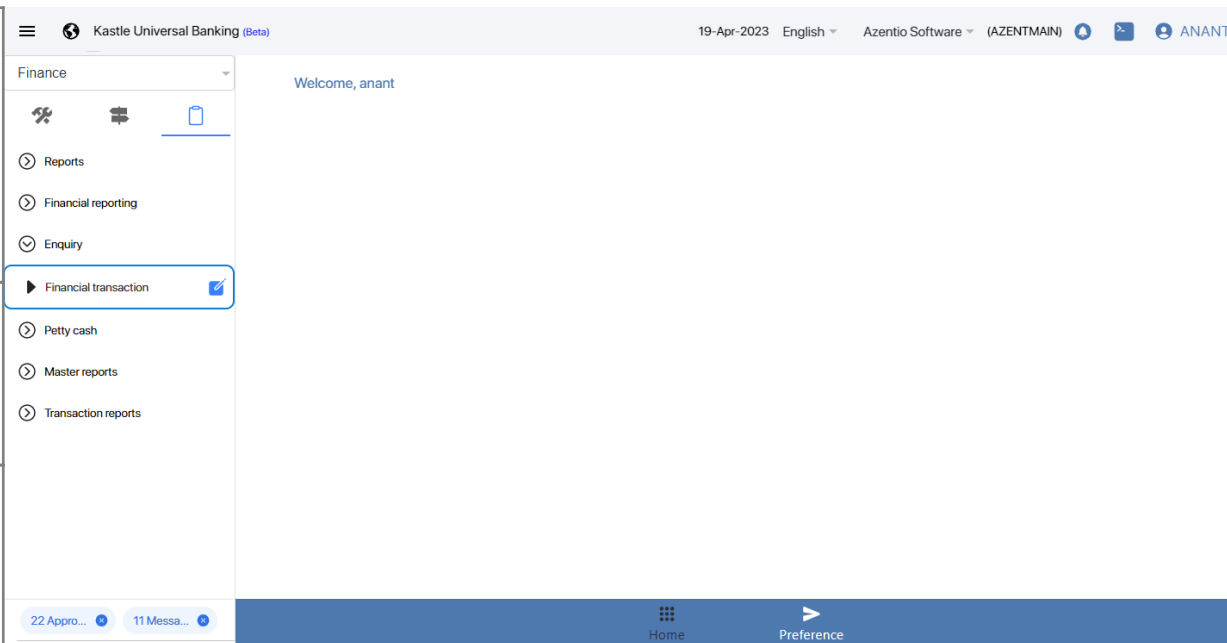 Kastle Universal Banking (Beta) 19-Apr-2023 English Azentio Software (AZENTMAIN) ANANT
Finance
Welcome, anant
Reports
Financial reporting
Enquiry
Financial transaction
Petty cash
Master reports
Transaction reports
22 Appro... 11 Messa...
Home Preference